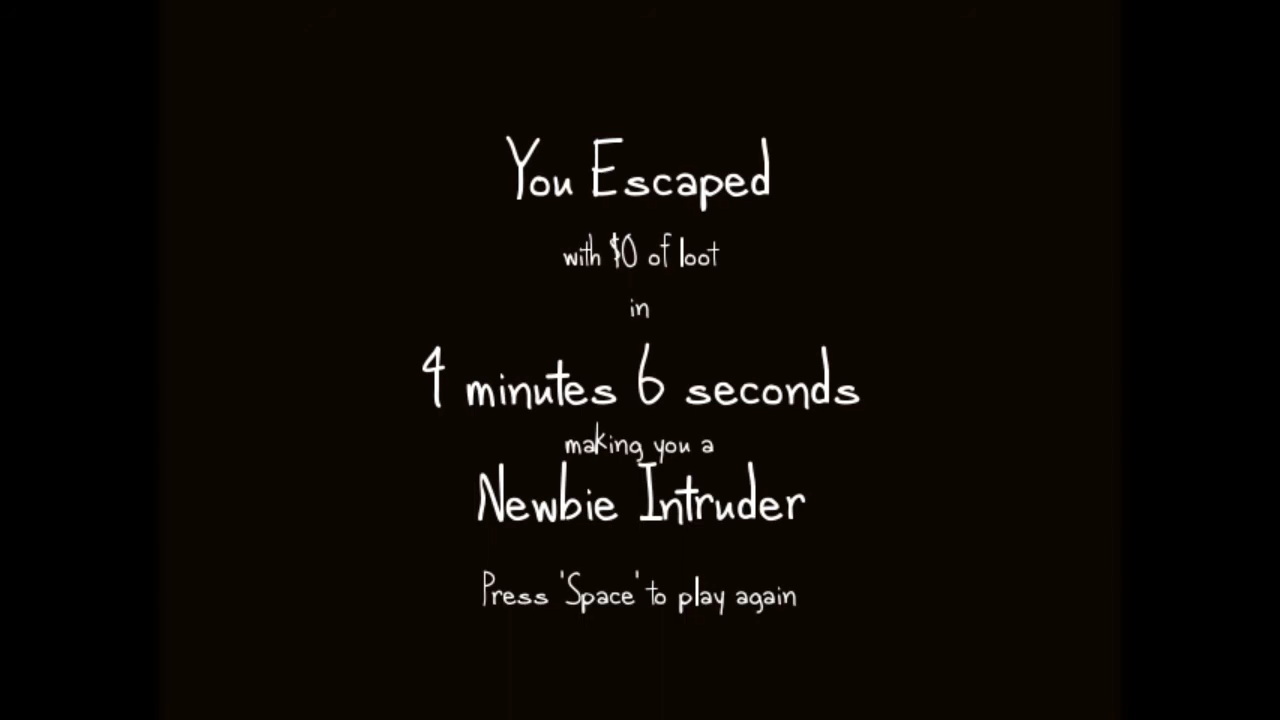 You Escaped
with $0 of loot
in
4 minutes 6 seconds
making you a
Newbie Intruder
Press 'Space' to play again